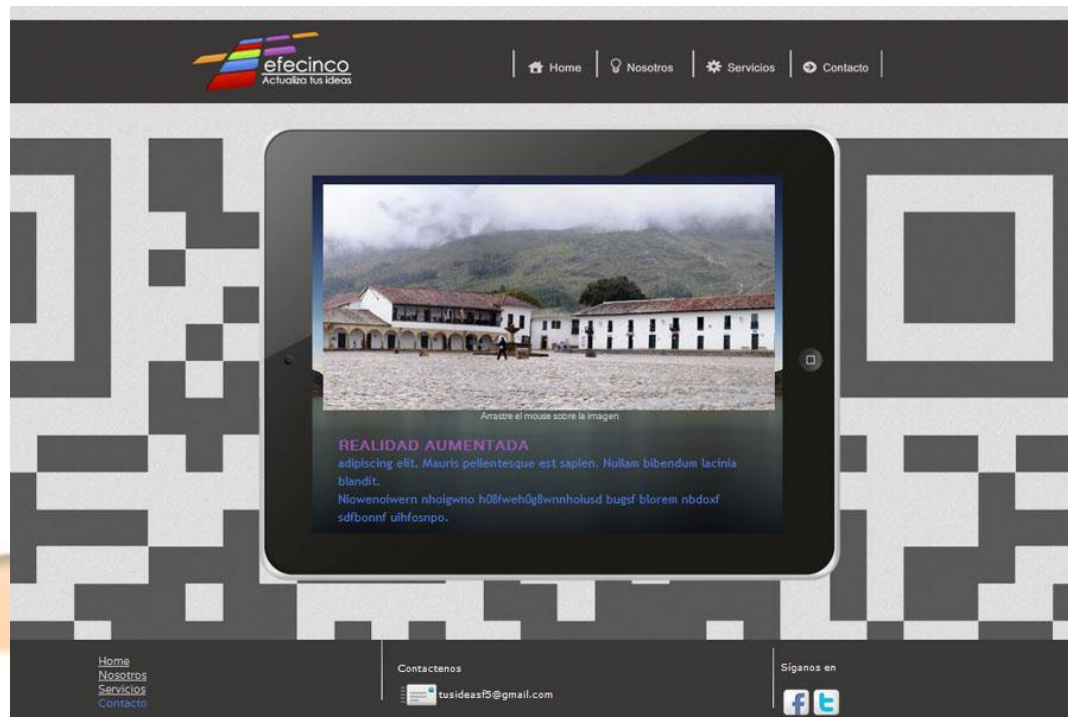 efecinco
Actualiza tus ideas
Home
Nosotros
Servicios
Contacto
Arrastre el mouse sobre la imagen
REALIDAD AUMENTADA
adipiscing elit. Mauris pellentesque est sapien. Nullam bibendum lacinia
blandit.
Niowenoiwern nhoigwno h08fweh0g8wnnhoiusd bugsf blorem nbdoxf
sdfbonnf uihfosnpo.
Home
Nosotros
Servicios
Contacto
Contactenos
tusideasf5@gmail.com
Síganos en